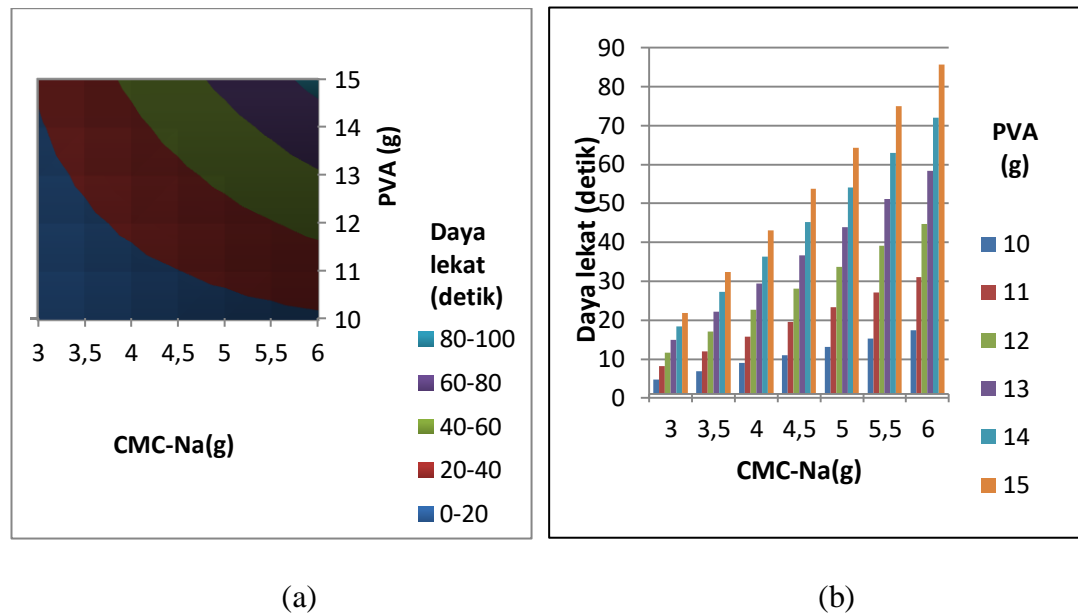 15
14
13
12
11
10
PVA (g)
3 3,5 4 4,5 5 5,5 6
CMC-Na(g)
Daya
lekat
(detik)
80-100
60-80
40-60
20-40
0-20
(a)
90
80
70
60
50
40
30
20
10
0
Daya lekat (detik)
3 3,5 4 4,5 5 5,5 6
CMC-Na(g)
PVA
(g)
10
11
12
13
14
15
(b)